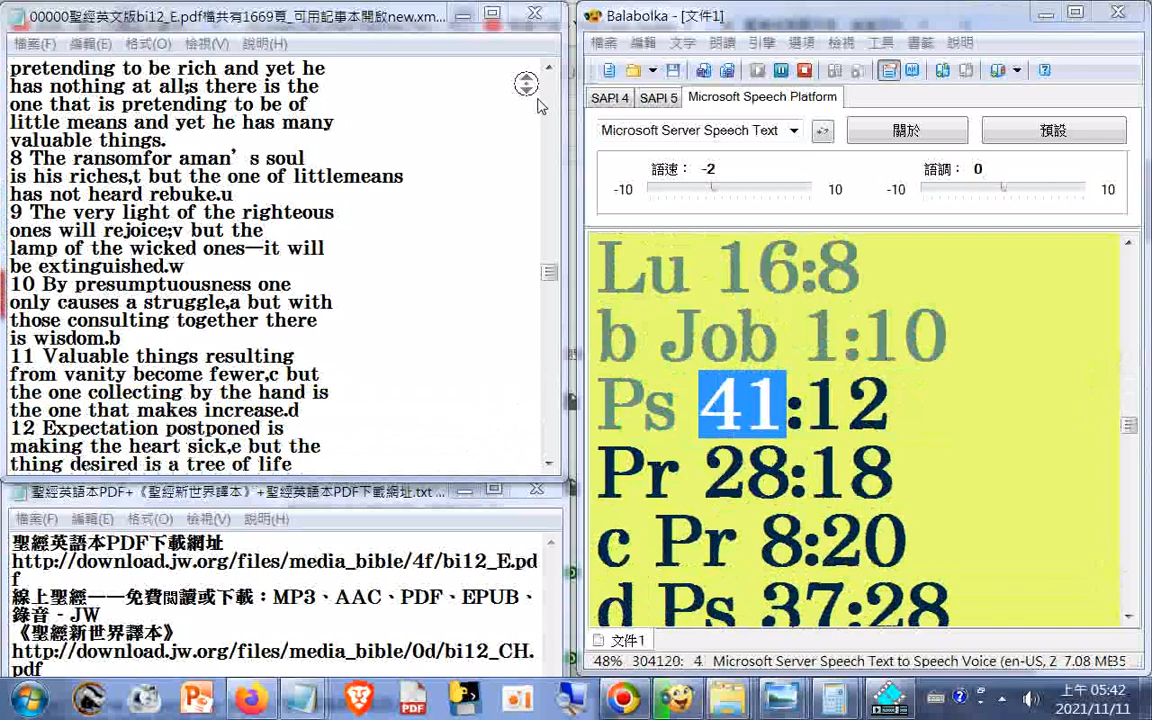 00000聖經英文版bi12_E.pdf檔共有1669頁_可用記事本開啟new.xm...
檔案(F) 編輯(E) 格式(O) 檢視(V) 說明(H)
pretending to be rich and yet he
has nothing at all;s there is the
one that is pretending to be of
little means and yet he has many
valuable things.
8 The ransomfor aman’s soul
is his riches,t but the one of littlemeans
has not heard rebuke.u
9 The very light of the righteous
ones will rejoice;v but the
lamp of the wicked ones—it will
be extinguished.w
10 By presumptuousness one
only causes a struggle,a but with
those consulting together there
is wisdom.b
11 Valuable things resulting
from vanity become fewer,c but
the one collecting by the hand is
the one that makes increase.d
12 Expectation postponed is
making the heart sick,e but the
thing desired is a tree of life
聖經英語本PDF+《聖經新世界譯本》+聖經英語本PDF下載網址.txt ...
檔案(F) 編輯(E) 格式(O) 檢視(V) 說明(H)
聖經英語本PDF下載網址
http://download.jw.org/files/media_bible/4f/bi12_E.pd
f
線上聖經——免費閱讀或下載：MP3、AAC、PDF、EPUB、
錄音 - JW
《聖經新世界譯本》
http://download.jw.org/files/media_bible/0d/bi12_CH.
pdf
Balabolka - [文件1]
檔案 編輯 文字 朗讀 引擎 選項 檢視 工具 書籤 說明
SAPI 4 SAPI 5 Microsoft Speech Platform
Microsoft Server Speech Text 關於 預設
語速： -2 語調： 0
-10 10 -10 10
Lu 16:8
b Job 1:10
Ps 41:12
Pr 28:18
c Pr 8:20
d Ps 37:28
文件1
48% 304120: 4 Microsoft Server Speech Text to Speech Voice (en-US, Z 7.08 MB
上午 05:42
2021/11/11